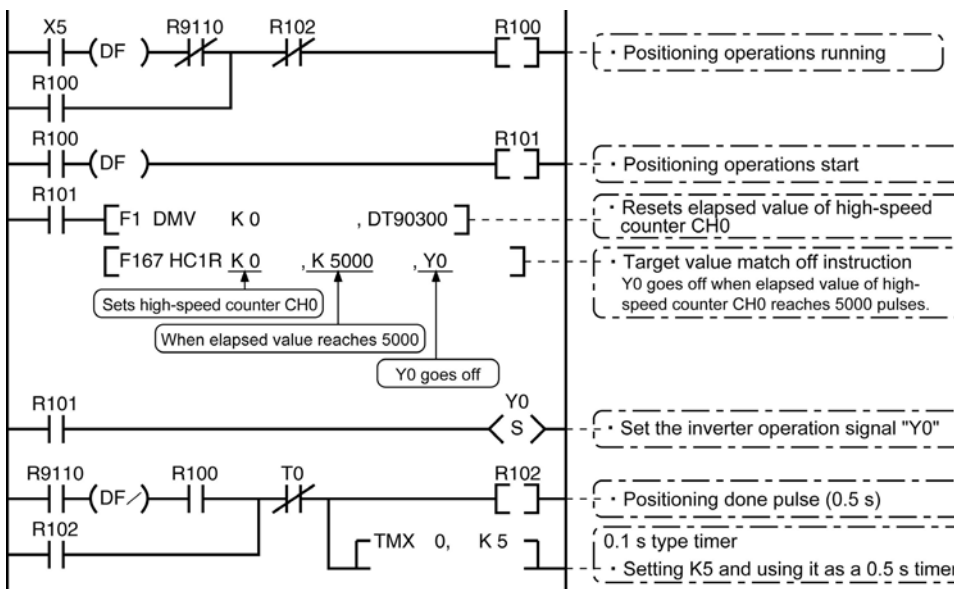 X5 R9110 R102 R100
(DF)
· Positioning operations running
R100
R100 R101
(DF)
· Positioning operations start
R101
F1 DMV K 0 , DT90300
· Resets elapsed value of high-speed
counter CH0
F167 HC1R K 0 , K 5000 , Y0
· Target value match off instruction
Y0 goes off when elapsed value of high-
speed counter CH0 reaches 5000 pulses.
Sets high-speed counter CH0
When elapsed value reaches 5000
Y0 goes off
R101 Y0
S
· Set the inverter operation signal "Y0"
R9110 R100 T0 R102
(DF/)
· Positioning done pulse (0.5 s)
R102
TMX 0, K 5
0.1 s type timer
· Setting K5 and using it as a 0.5 s timer